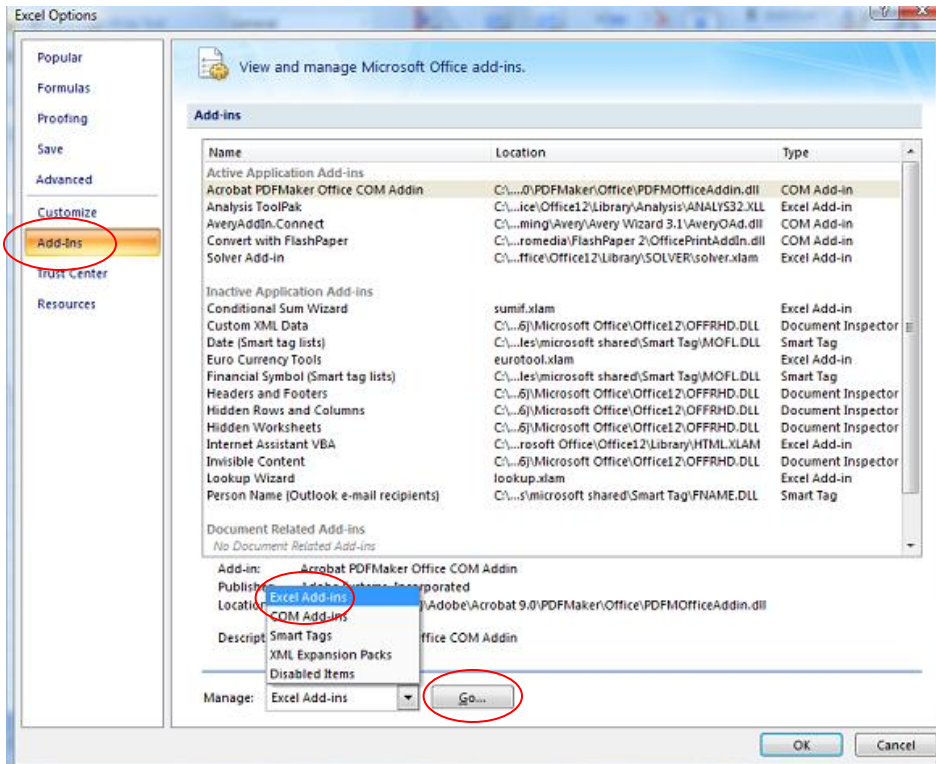 Excel Options
Popular
Formulas
Proofing
Save
Advanced
Customize
Add-Ins
Trust Center
Resources
View and manage Microsoft Office add-ins.
Add-ins
Name Location Type
Active Application Add-ins
Acrobat PDFMaker Office COM Addin C:\...0\PDFMaker\Office\PDFMOfficeAddin.dll COM Add-in
Analysis ToolPak C:\...ice\Office12\Library\Analysis\ANALYS32.XLL Excel Add-in
AveryAddIn.Connect C:\...ming\Avery\Avery Wizard 3.1\AveryOAd.dll COM Add-in
Convert with FlashPaper C:\...romedia\FlashPaper 2\OfficePrintAddIn.dll COM Add-in
Solver Add-in C:\...ffice\Office12\Library\SOLVER\solver.xlam Excel Add-in
Inactive Application Add-ins
Conditional Sum Wizard sumif.xlam Excel Add-in
Custom XML Data C:\...6)\Microsoft Office\Office12\OFFRHD.DLL Document Inspector
Date (Smart tag lists) C:\...les\microsoft shared\Smart Tag\MOFL.DLL Smart Tag
Euro Currency Tools eurotool.xlam Excel Add-in
Financial Symbol (Smart tag lists) C:\...les\microsoft shared\Smart Tag\MOFL.DLL Smart Tag
Headers and Footers C:\...6)\Microsoft Office\Office12\OFFRHD.DLL Document Inspector
Hidden Rows and Columns C:\...6)\Microsoft Office\Office12\OFFRHD.DLL Document Inspector
Hidden Worksheets C:\...6)\Microsoft Office\Office12\OFFRHD.DLL Document Inspector
Internet Assistant VBA C:\...rosoft Office\Office12\Library\HTML.XLAM Excel Add-in
Invisible Content C:\...6)\Microsoft Office\Office12\OFFRHD.DLL Document Inspector
Lookup Wizard lookup.xlam Excel Add-in
Person Name (Outlook e-mail recipients) C:\...s\microsoft shared\Smart Tag\FNAME.DLL Smart Tag
Document Related Add-ins
No Document Related Add-ins
Add-in: Acrobat PDFMaker Office COM Addin
Publishe
Location )\Adobe\Acrobat 9.0\PDFMaker\Office\PDFMOfficeAddin.dll
Descript ffice COM Addin
Excel Add-ins
COM Add-ins
Smart Tags
XML Expansion Packs
Disabled Items
Manage: Excel Add-ins Go...
OK Cancel